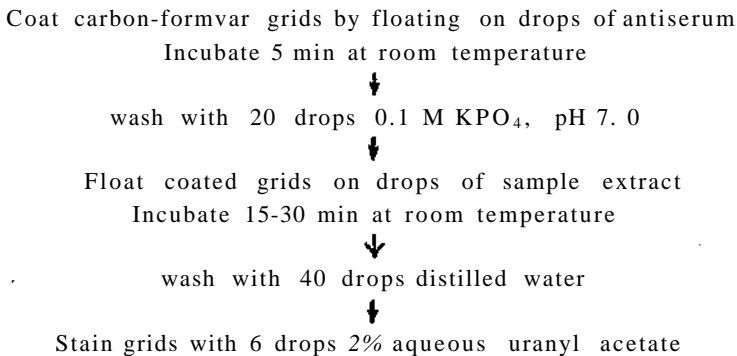 Coat carbon-formvar grids by floating on drops of antiserum
Incubate 5 min at room temperature
wash with 20 drops 0.1 M KPO₄, pH 7. 0
Float coated grids on drops of sample extract
Incubate 15-30 min at room temperature
wash with 40 drops distilled water
Stain grids with 6 drops 2% aqueous uranyl acetate